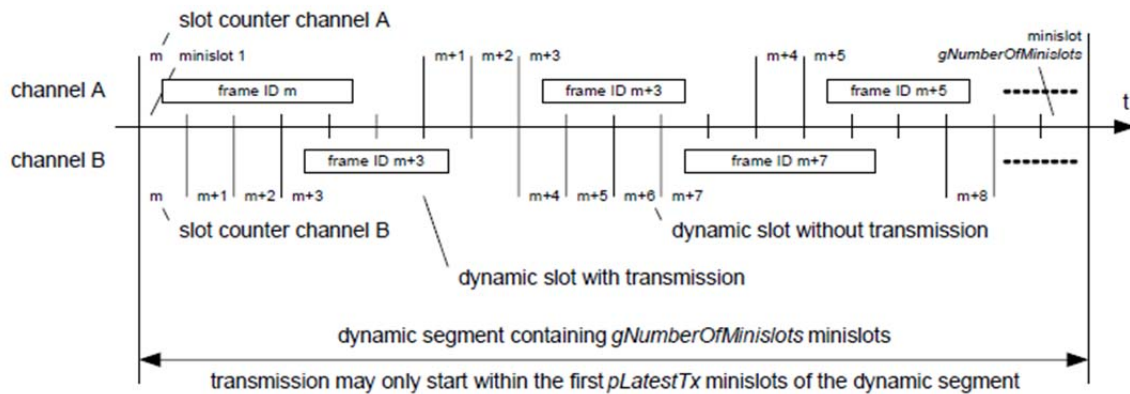 slot counter channel A
m minislot 1 m+1 m+2 m+3 m+4 m+5 minislot
gNumberOfMinislots
channel A frame ID m frame ID m+3 frame ID m+5
t
channel B frame ID m+3 frame ID m+7
m m+1 m+2 m+3 m+4 m+5 m+6 m+7 m+8
slot counter channel B dynamic slot without transmission
dynamic slot with transmission
dynamic segment containing gNumberOfMinislots minislots
transmission may only start within the first pLatestTx minislots of the dynamic segment